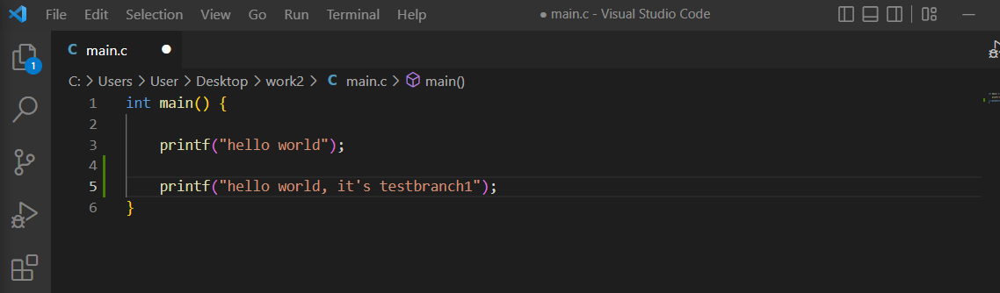 File Edit Selection View Go Run Terminal Help ● main.c - Visual Studio Code
1
C main.c ●
C: > Users > User > Desktop > work2 > C main.c > main()
1 int main() {
2
3 printf("hello world");
4
5 printf("hello world, it's testbranch1");
6 }